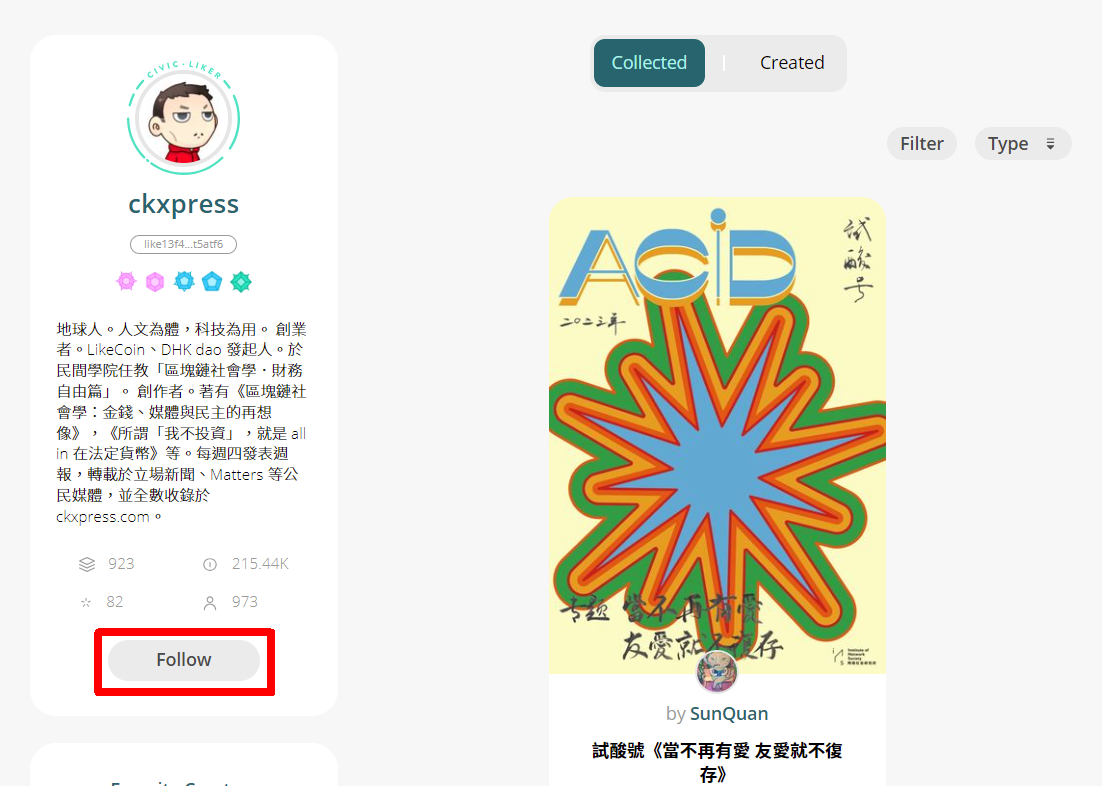 CIVIC · LIKER
ckxpress
like13f4...t5atf6
地球人。人文為體，科技為用。 創業
者。LikeCoin、DHK dao 發起人。於
民間學院任教「區塊鏈社會學．財務
自由篇」。 創作者。著有《區塊鏈社
會學：金錢、媒體與民主的再想
像》，《所謂「我不投資」，就是 all
in 在法定貨幣》等。每週四發表週
報，轉載於立場新聞、Matters 等公
民媒體，並全數收錄於
ckxpress.com。
923
215.44K
82
973
Follow
Collected
Created
Filter
Type
ACiD
試酸号
二〇二三年
专题 當不再有愛
友愛就不復存
Institute of
Network
Society
by SunQuan
試酸號《當不再有愛 友愛就不復
存》